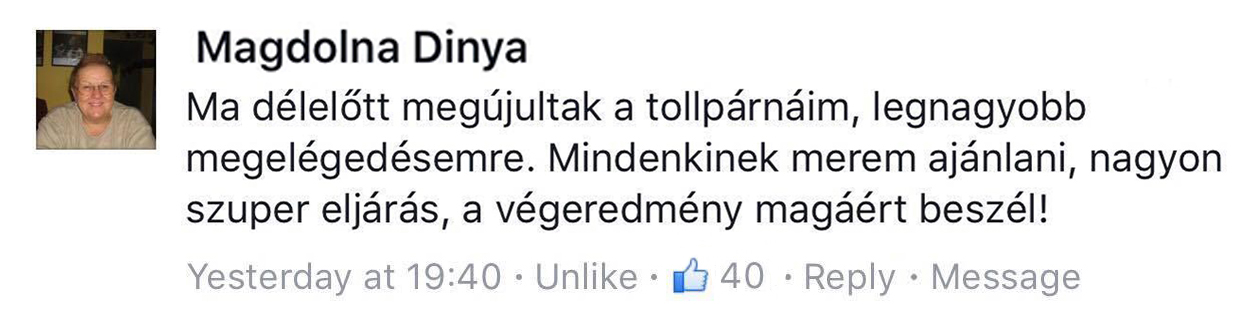 Magdolna Dinya
Ma délelőtt megújultak a tollpárnáim, legnagyobb
megelégedésemre. Mindenkinek merem ajánlani, nagyon
szuper eljárás, a végeredmény magáért beszél!
Yesterday at 19:40 · Unlike · 40 · Reply · Message